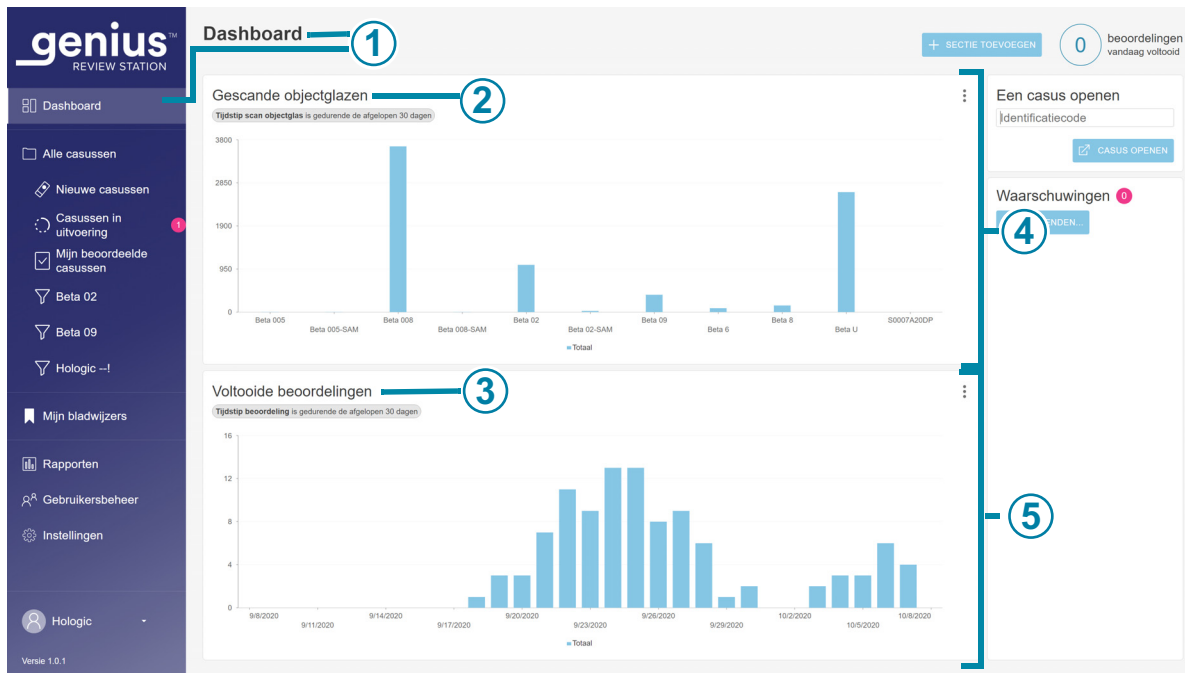 genius™
REVIEW STATION
Dashboard
Alle casussen
Nieuwe casussen
Casussen in
uitvoering
1
Mijn beoordeelde
casussen
Beta 02
Beta 09
Hologic --!
Mijn bladwijzers
Rapporten
Gebruikersbeheer
Instellingen
Hologic
Versie 1.0.1
Dashboard
1
+ SECTIE TOEVOEGEN
0
beoordelingen
vandaag voltooid
Gescande objectglazen
2
Tijdstip scan objectglas is gedurende de afgelopen 30 dagen
3800
2850
1900
950
0
Beta 005
Beta 005-SAM
Beta 008
Beta 008-SAM
Beta 02
Beta 02-SAM
Beta 09
Beta 6
Beta 8
Beta U
S0007A20DP
Totaal
Voltooide beoordelingen
3
Tijdstip beoordeling is gedurende de afgelopen 30 dagen
16
12
8
4
0
9/8/2020
9/11/2020
9/14/2020
9/17/2020
9/20/2020
9/23/2020
9/26/2020
9/29/2020
10/2/2020
10/5/2020
10/8/2020
Totaal
Een casus openen
Identificatiecode
CASUS OPENEN
Waarschuwingen 0
NDEN...
4
5